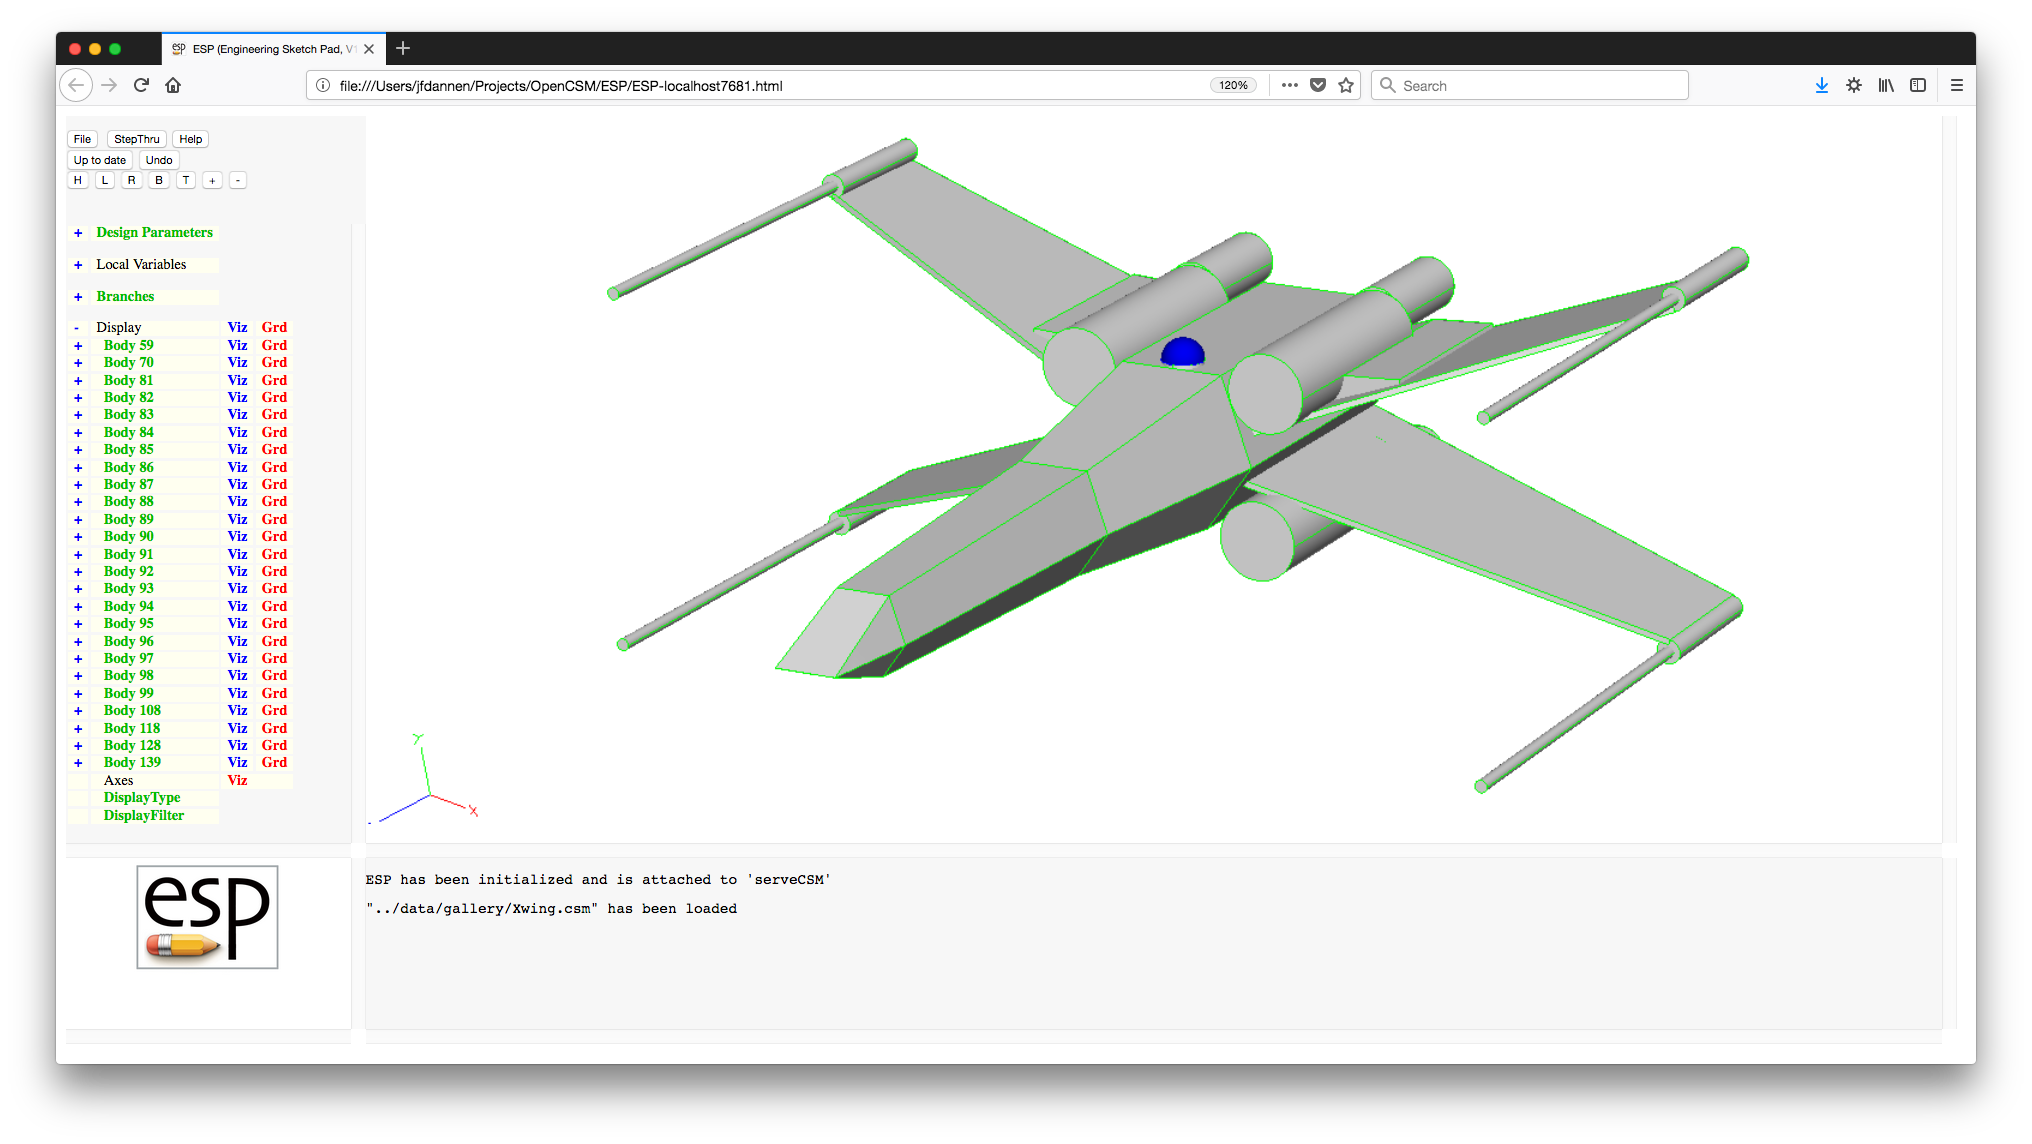 esp ESP (Engineering Sketch Pad, V1
file:///Users/jfdannen/Projects/OpenCSM/ESP/ESP-localhost7681.html 120% Search
File StepThru Help
Up to date Undo
H L R B T + -
+ Design Parameters
+ Local Variables
+ Branches
- Display Viz Grd
+ Body 59 Viz Grd
+ Body 70 Viz Grd
+ Body 81 Viz Grd
+ Body 82 Viz Grd
+ Body 83 Viz Grd
+ Body 84 Viz Grd
+ Body 85 Viz Grd
+ Body 86 Viz Grd
+ Body 87 Viz Grd
+ Body 88 Viz Grd
+ Body 89 Viz Grd
+ Body 90 Viz Grd
+ Body 91 Viz Grd
+ Body 92 Viz Grd
+ Body 93 Viz Grd
+ Body 94 Viz Grd
+ Body 95 Viz Grd
+ Body 96 Viz Grd
+ Body 97 Viz Grd
+ Body 98 Viz Grd
+ Body 99 Viz Grd
+ Body 108 Viz Grd
+ Body 118 Viz Grd
+ Body 128 Viz Grd
+ Body 139 Viz Grd
Axes Viz
DisplayType
DisplayFilter
Y
X
esp
ESP has been initialized and is attached to 'serveCSM'
"../data/gallery/Xwing.csm" has been loaded